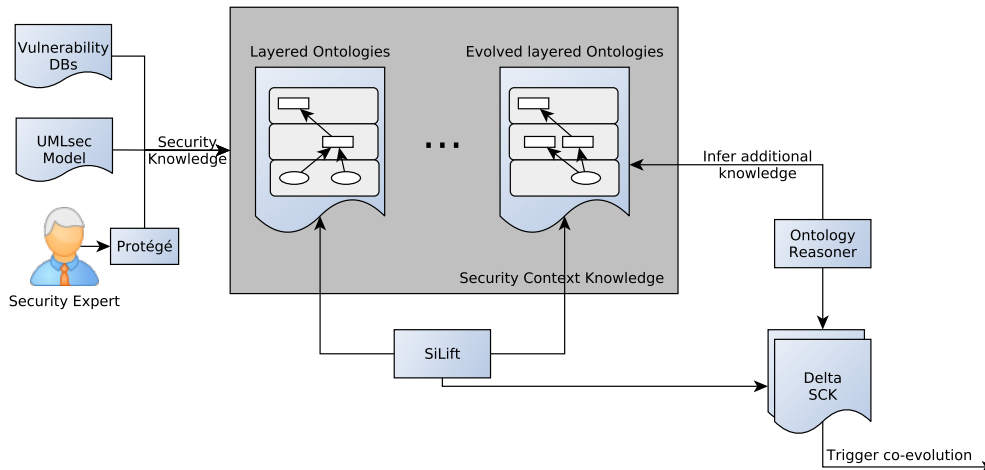 Vulnerability
DBs
UMLsec
Model
Security Expert
Protégé
Security
Knowledge
Layered Ontologies
...
Evolved layered Ontologies
Security Context Knowledge
SiLift
Infer additional
knowledge
Ontology
Reasoner
Delta
SCK
Trigger co-evolution